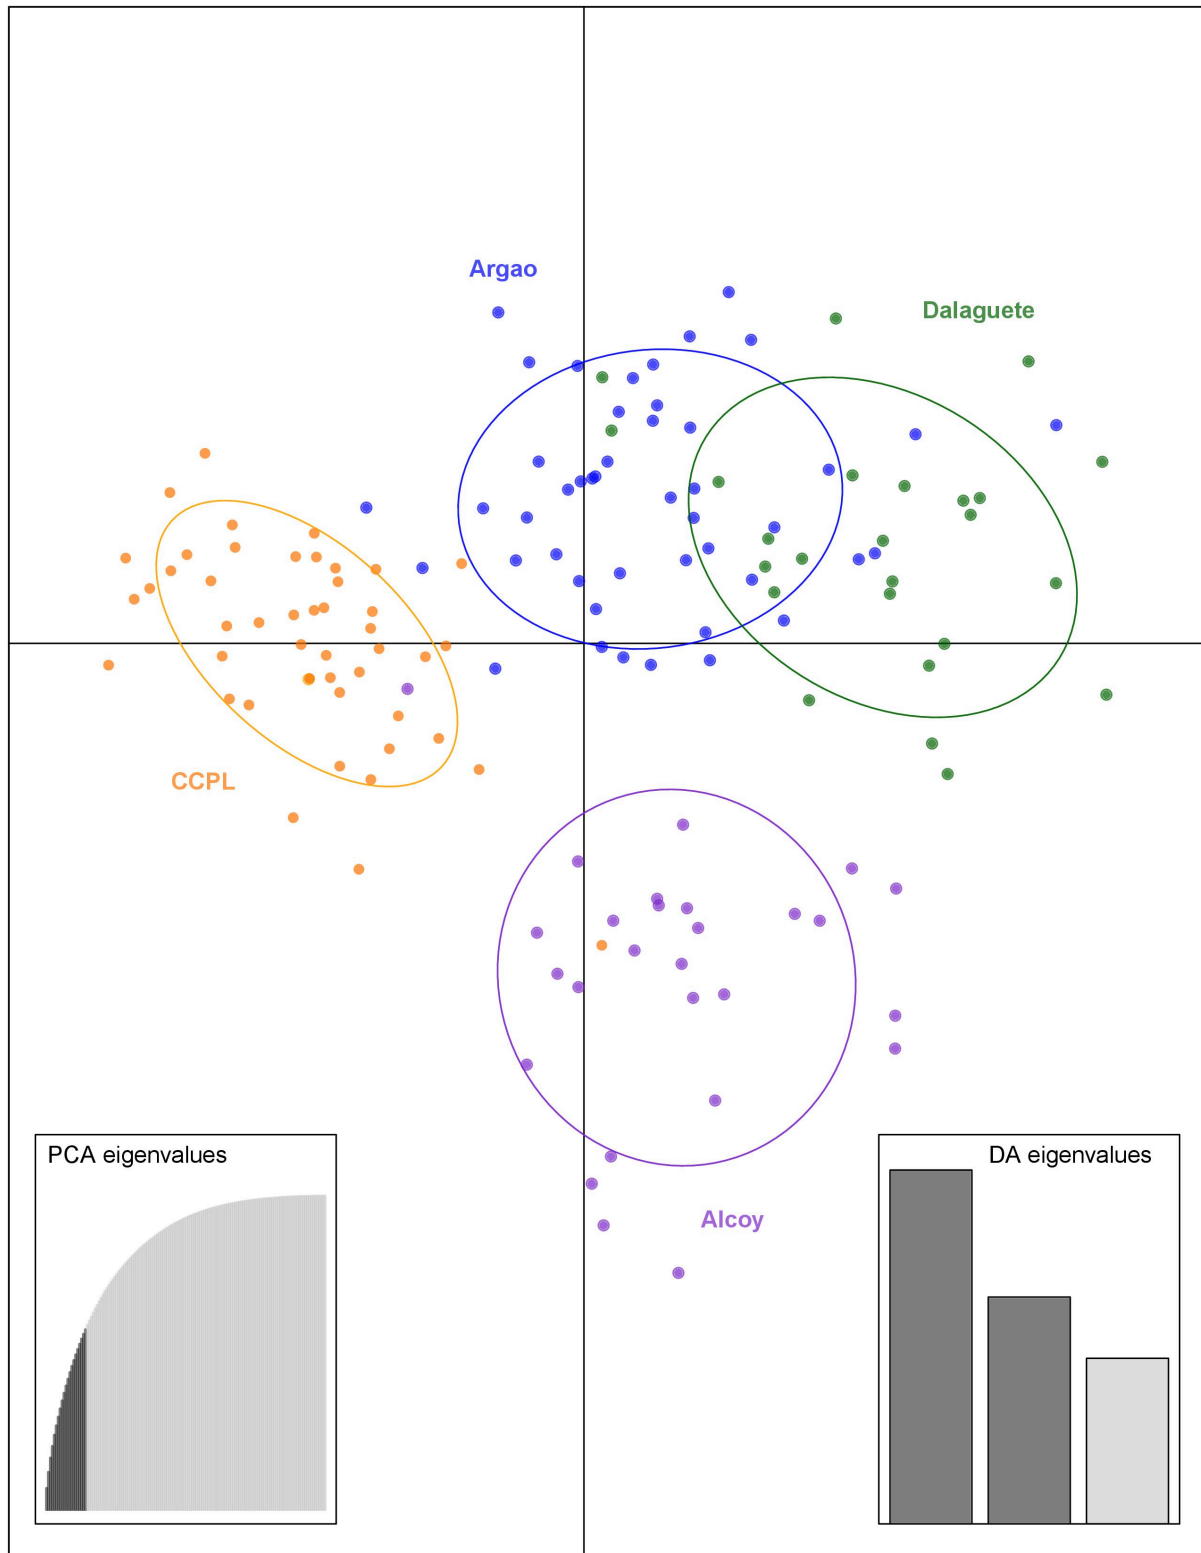 Argao
Dalaguete
CCPL
PCA eigenvalues
DA eigenvalues
Alcoy